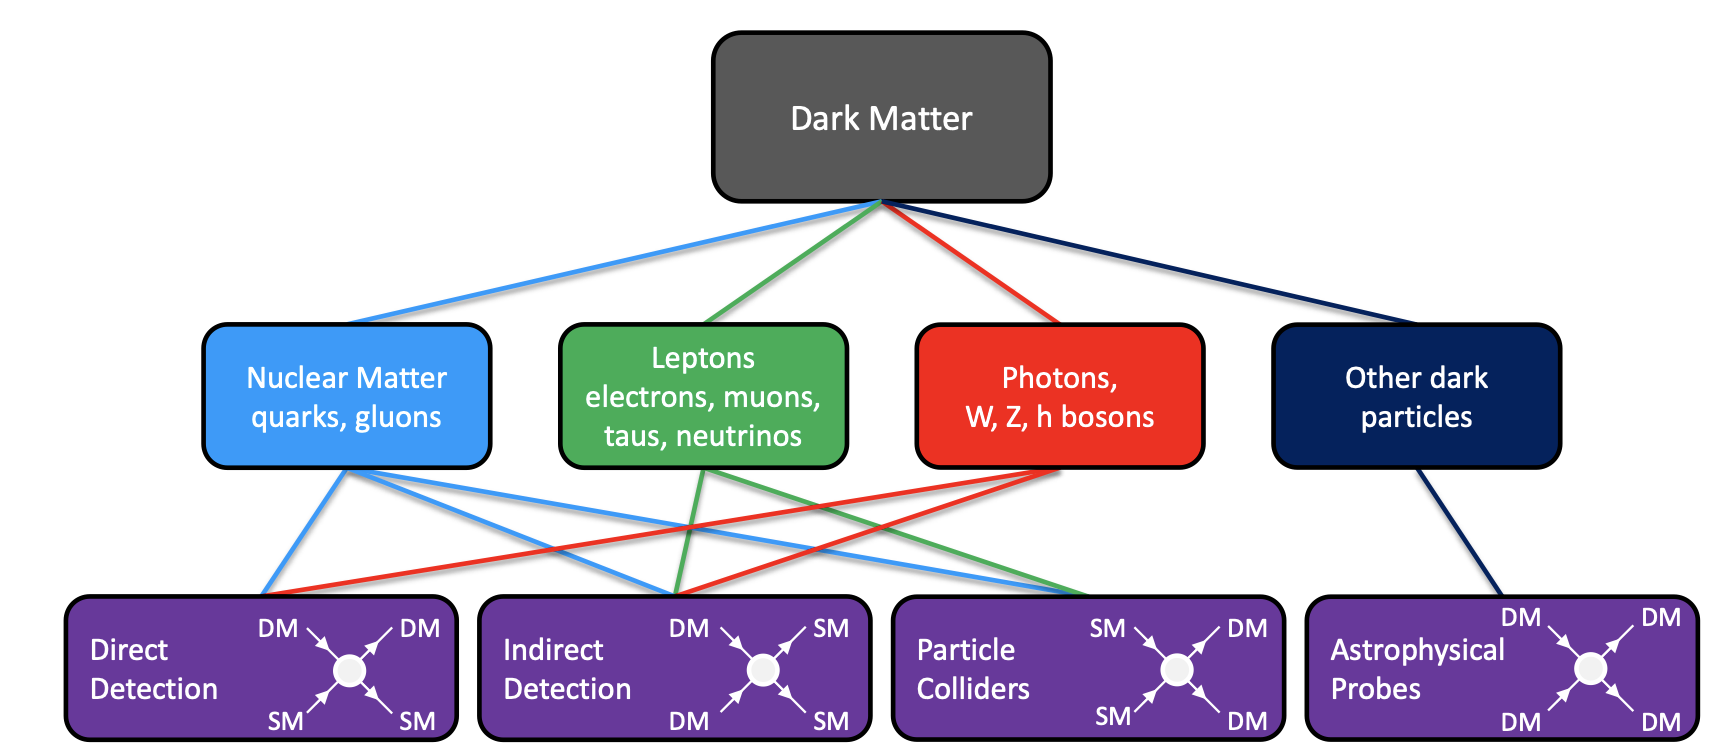 Dark Matter
Nuclear Matter
quarks, gluons
Leptons
electrons, muons,
taus, neutrinos
Photons,
W, Z, h bosons
Other dark
particles
Direct
Detection
DM
DM
SM
SM
Indirect
Detection
DM
SM
DM
SM
Particle
Colliders
SM
DM
SM
DM
Astrophysical
Probes
DM
DM
DM
DM